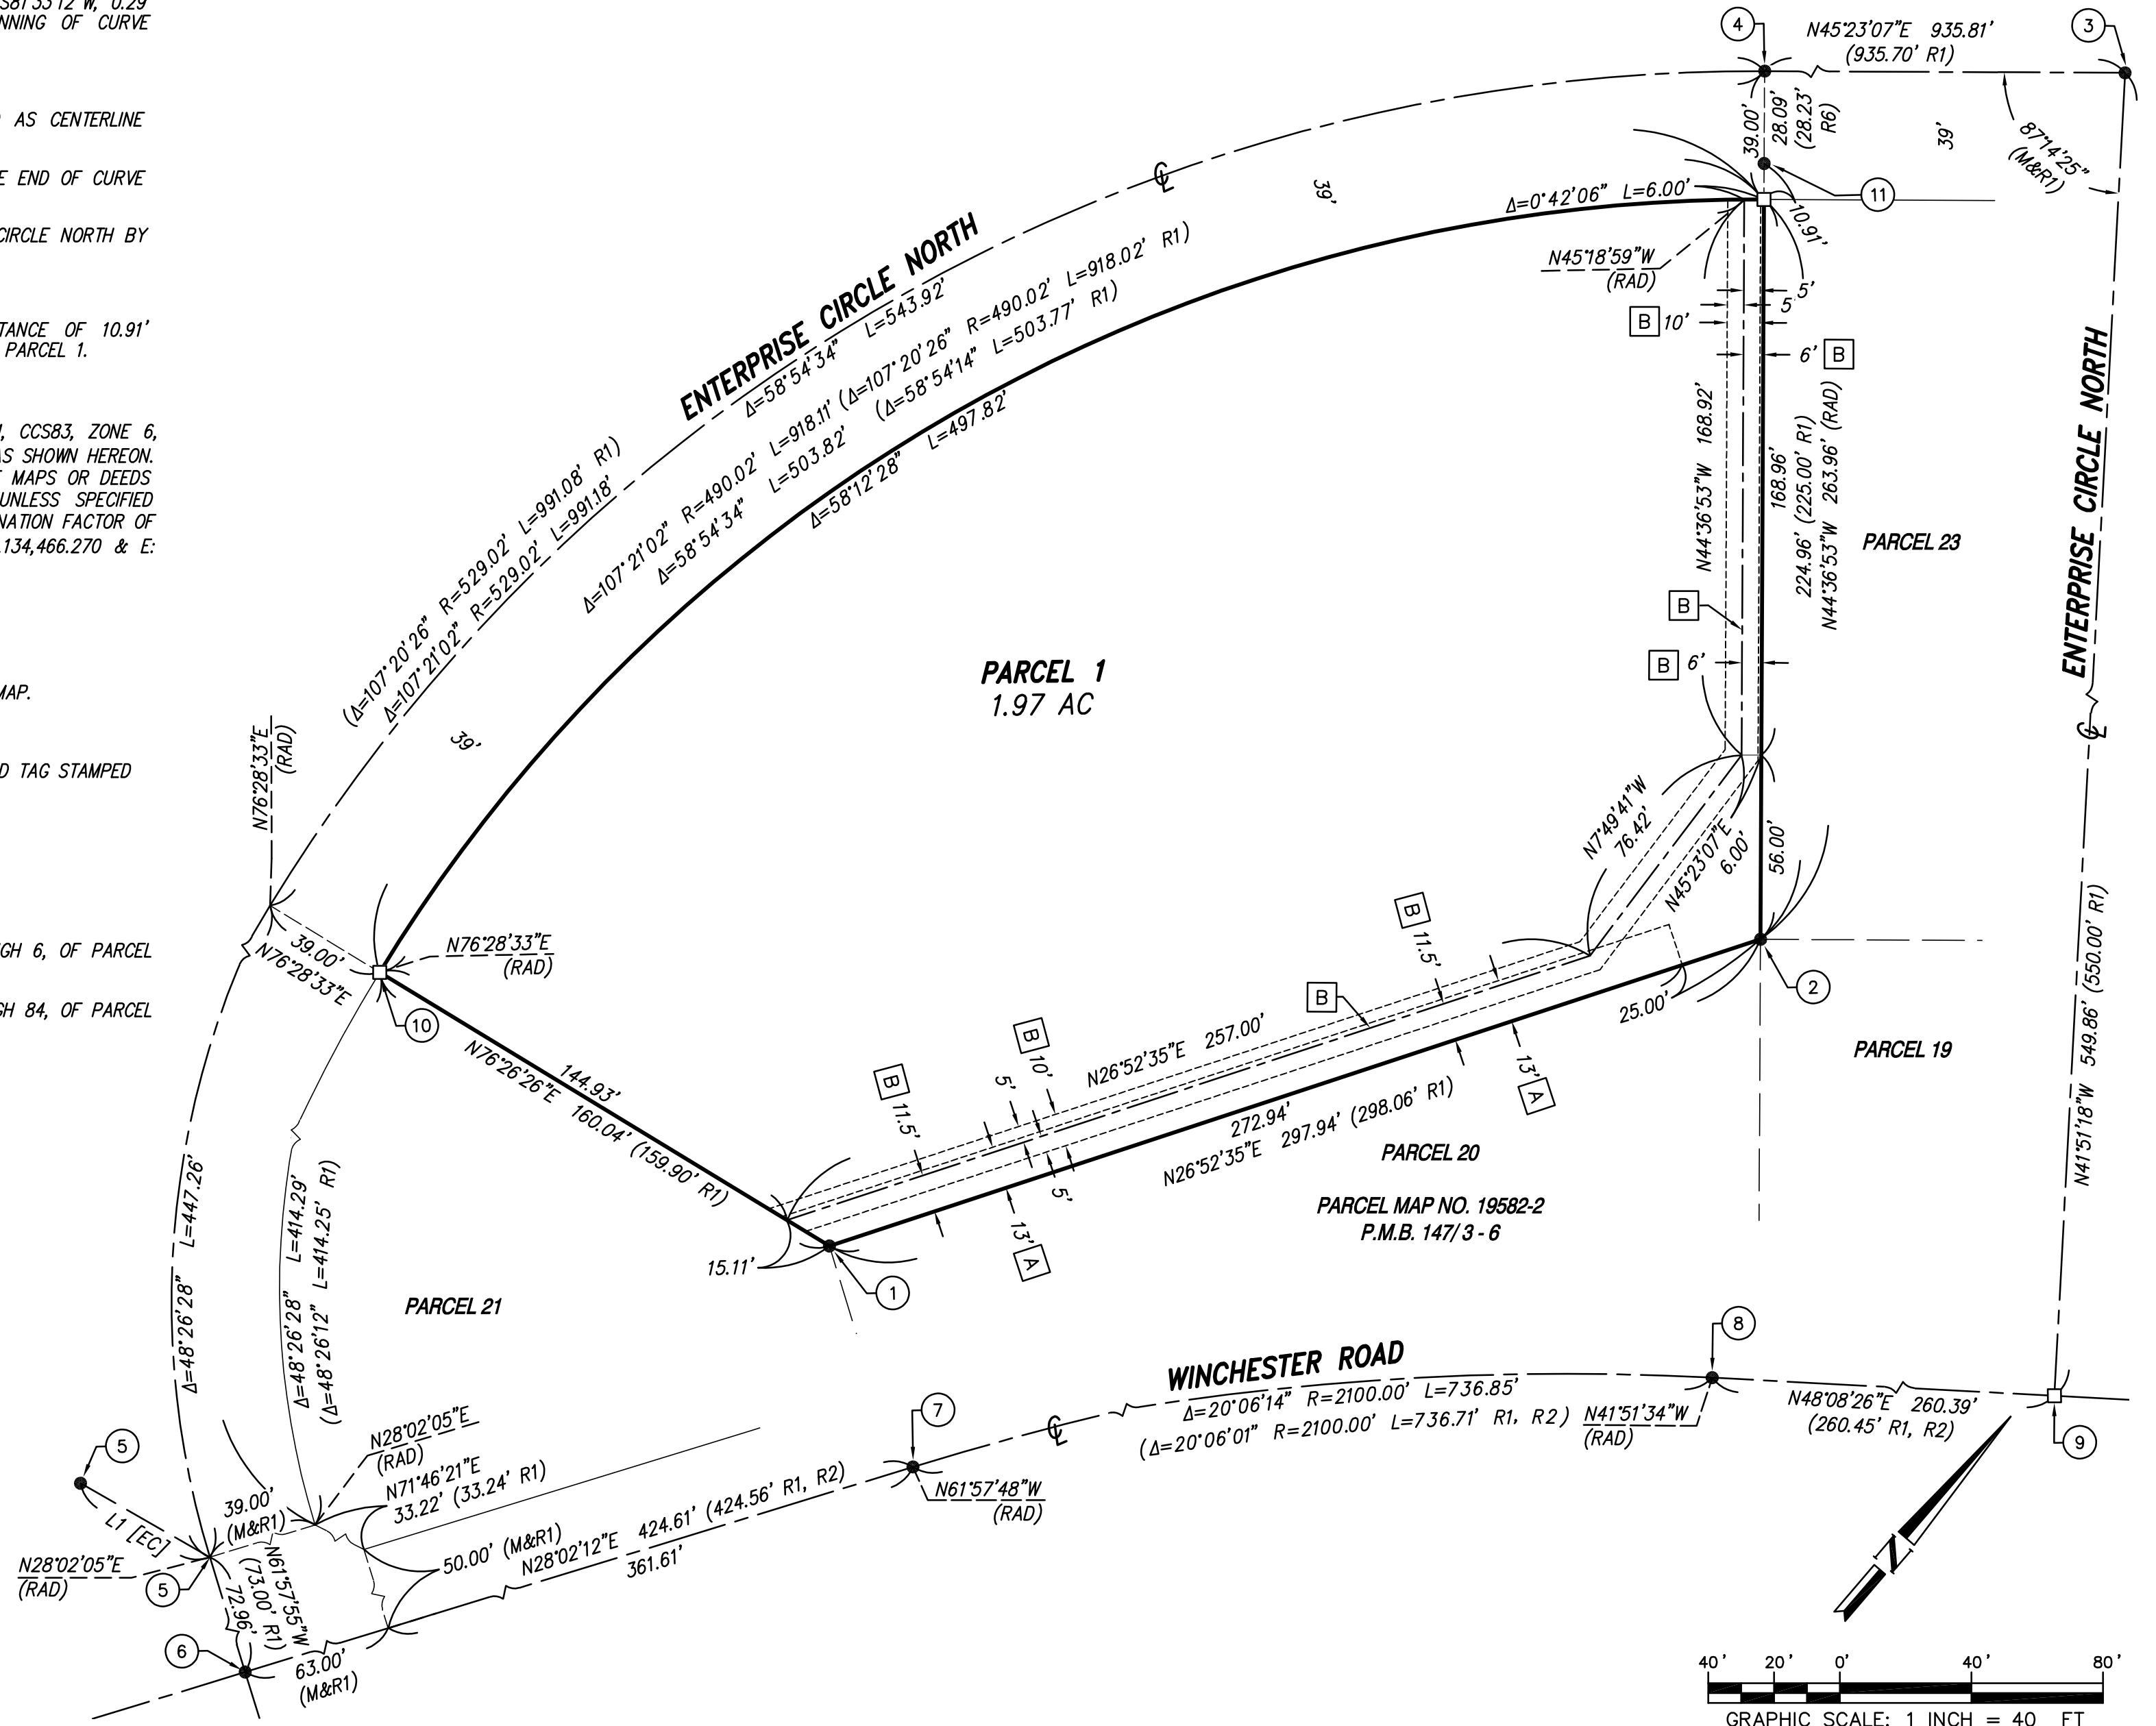 S81°33'12"W, 0.29'
NNING OF CURVE
AS CENTERLINE
E END OF CURVE
CIRCLE NORTH BY
TANCE OF 10.91'
PARCEL 1.
, CCS83, ZONE 6,
AS SHOWN HEREON.
MAPS OR DEEDS
UNLESS SPECIFIED
NATION FACTOR OF
,134,466.270 & E:
MAP.
D TAG STAMPED
GH 6, OF PARCEL
GH 84, OF PARCEL
4
N45°23'07"E 935.81'
(935.70' R1)
3
39.00'
28.09'
(28.23'
R6)
39'
87°14'25"
(M&R1)
11
10.91'
Δ=0°42'06" L=6.00'
N45°18'59"W
(RAD)
5'
5'
B 10'
6' B
39'
ENTERPRISE CIRCLE NORTH
℄
Δ=58°54'34" L=543.92'
(Δ=107°20'26" R=529.02' L=991.08' R1)
Δ=107°21'02" R=529.02' L=991.18'
Δ=107°21'02" R=490.02' L=918.11' (Δ=107°20'26" R=490.02' L=918.02' R1)
Δ=58°54'34" L=503.82' (Δ=58°54'14" L=503.77' R1)
Δ=58°12'28" L=497.82'
39'
N44°36'53"W 168.92'
168.96'
224.96' (225.00' R1)
N44°36'53"W 263.96' (RAD)
PARCEL 23
ENTERPRISE CIRCLE NORTH
℄
N41°51'18"W 549.86' (550.00' R1)
B
B 6'
PARCEL 1
1.97 AC
N76°28'33"E
(RAD)
39.00'
N76°28'33"E
N76°28'33"E
(RAD)
10
N7°49'41"W
76.42'
N45°23'07"E
6.00'
56.00'
2
25.00'
B 11.5'
B
N26°52'35"E 257.00'
B 10'
5'
B 11.5'
5'
13' A
13' A
272.94'
N26°52'35"E 297.94' (298.06' R1)
144.93'
N76°26'26"E 160.04' (159.90' R1)
15.11'
1
PARCEL 19
PARCEL 20
PARCEL MAP NO. 19582-2
P.M.B. 147/3 - 6
PARCEL 21
Δ=48°26'28" L=447.26'
Δ=48°26'28" L=414.29'
(Δ=48°26'12" L=414.25' R1)
WINCHESTER ROAD
℄
Δ=20°06'14" R=2100.00' L=736.85'
(Δ=20°06'01" R=2100.00' L=736.71' R1, R2)
N41°51'34"W
(RAD)
8
N48°08'26"E 260.39'
(260.45' R1, R2)
9
7
N61°57'48"W
(RAD)
N28°02'05"E
(RAD)
N71°46'21"E
33.22' (33.24' R1)
39.00'
(M&R1)
50.00' (M&R1)
N28°02'12"E 424.61' (424.56' R1, R2)
361.61'
5
L1 [EC]
N28°02'05"E
(RAD)
5
N61°57'55"W
(73.00' R1)
72.96'
6
63.00'
(M&R1)
N
40' 20' 0' 40' 80'
GRAPHIC SCALE: 1 INCH = 40 FT